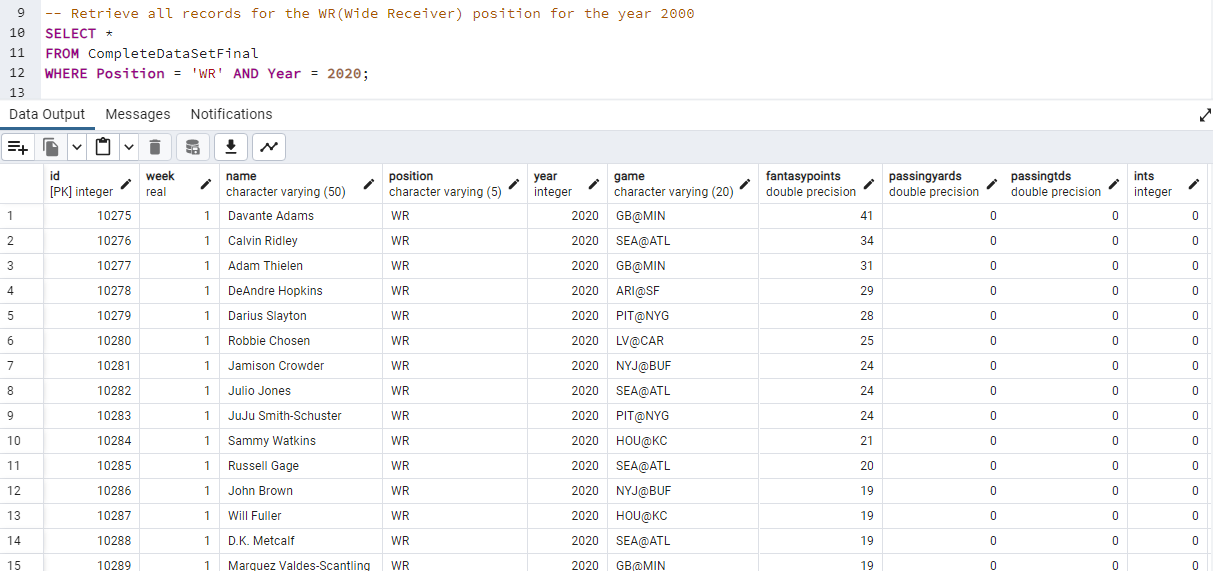 9 -- Retrieve all records for the WR(Wide Receiver) position for the year 2000
10 SELECT *
11 FROM CompleteDataSetFinal
12 WHERE Position = 'WR' AND Year = 2020;
13
Data Output Messages Notifications
id week name position year game fantasypoints passingyards passingtds ints
[PK] integer real character varying (50) character varying (5) integer character varying (20) double precision double precision double precision integer
1 10275 1 Davante Adams WR 2020 GB@MIN 41 0 0 0
2 10276 1 Calvin Ridley WR 2020 SEA@ATL 34 0 0 0
3 10277 1 Adam Thielen WR 2020 GB@MIN 31 0 0 0
4 10278 1 DeAndre Hopkins WR 2020 ARI@SF 29 0 0 0
5 10279 1 Darius Slayton WR 2020 PIT@NYG 28 0 0 0
6 10280 1 Robbie Chosen WR 2020 LV@CAR 25 0 0 0
7 10281 1 Jamison Crowder WR 2020 NYJ@BUF 24 0 0 0
8 10282 1 Julio Jones WR 2020 SEA@ATL 24 0 0 0
9 10283 1 JuJu Smith-Schuster WR 2020 PIT@NYG 24 0 0 0
10 10284 1 Sammy Watkins WR 2020 HOU@KC 21 0 0 0
11 10285 1 Russell Gage WR 2020 SEA@ATL 20 0 0 0
12 10286 1 John Brown WR 2020 NYJ@BUF 19 0 0 0
13 10287 1 Will Fuller WR 2020 HOU@KC 19 0 0 0
14 10288 1 D.K. Metcalf WR 2020 SEA@ATL 19 0 0 0
15 10289 1 Marquez Valdes-Scantling WR 2020 GB@MIN 19 0 0 0